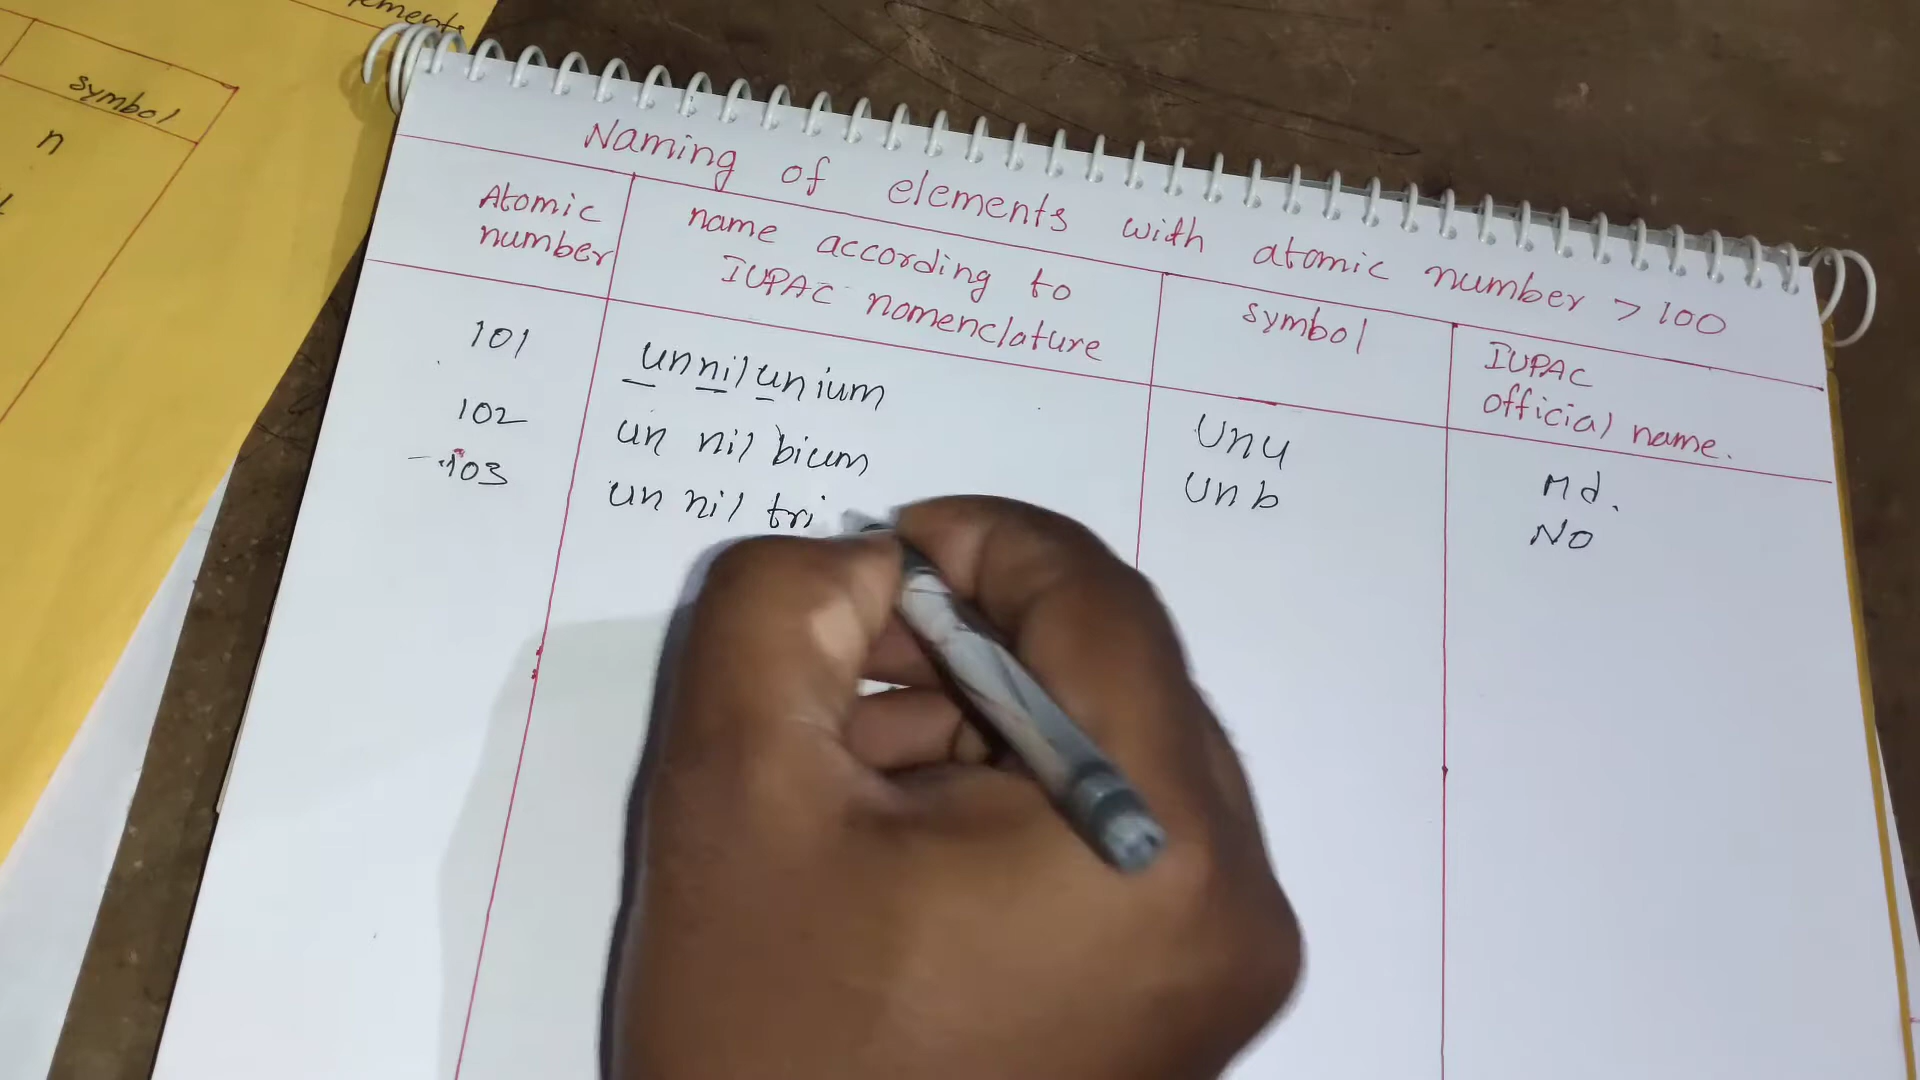 symbol
n
Naming of elements with atomic number > 100
Atomic number
name according to IUPAC nomenclature
symbol
IUPAC official name.
101 unnilunium Unu Md.
102 un nil bium Unb No
103 un nil tri